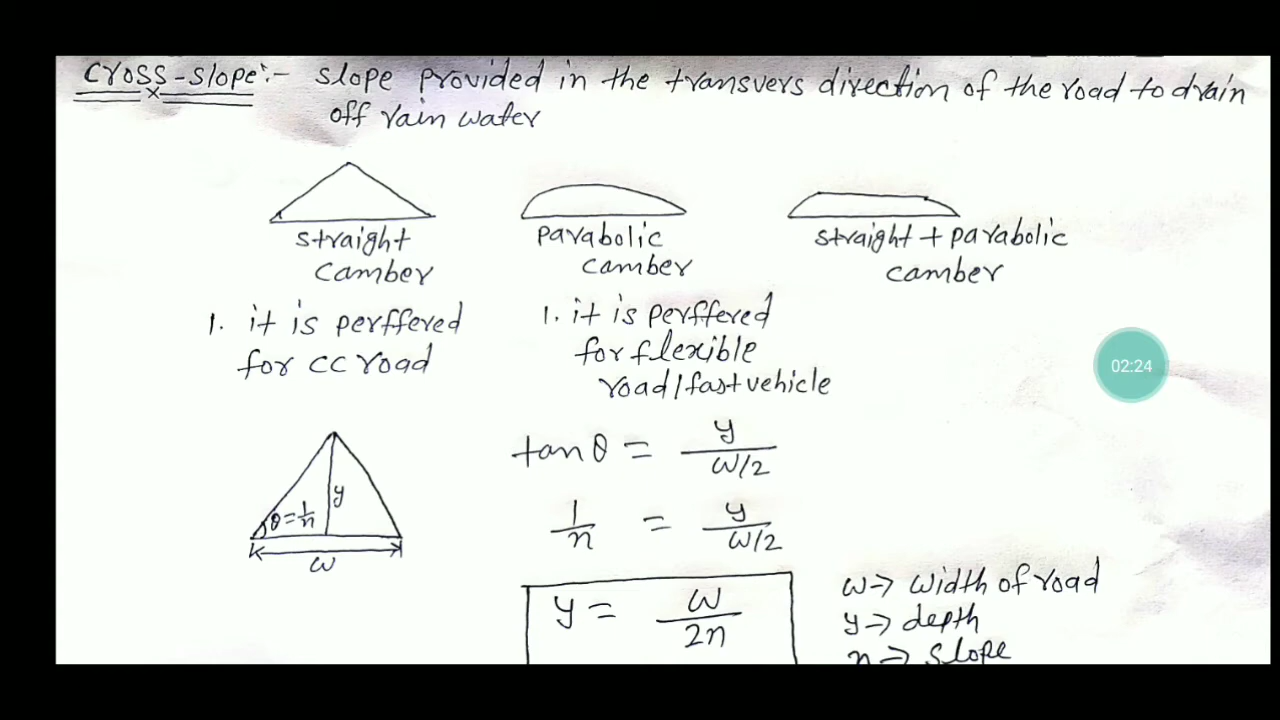 cross-slope:- slope provided in the transvers direction of the road to drain
off rain water
straight
camber
parabolic
camber
straight + parabolic
camber
1. it is perffered
for cc road
1. it is perffered
for flexible
road/fast vehicle
02:24
tanθ = y / w/2
θ=1/n
y
w
1/n = y / w/2
y = w/2n
w → width of road
y → depth
n → slope